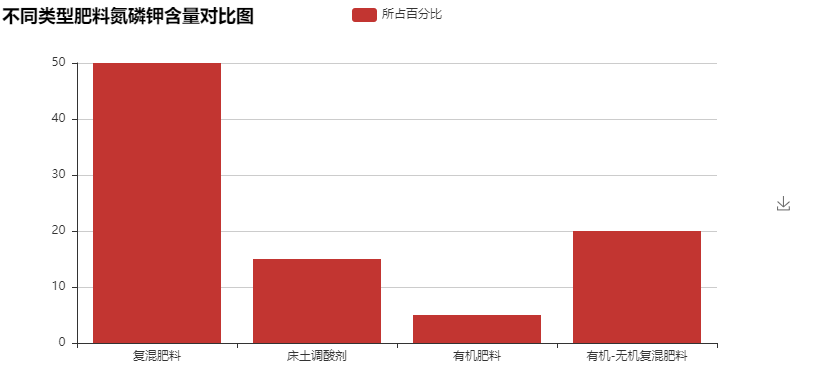 不同类型肥料氮磷钾含量对比图
所占百分比
50
40
30
20
10
0
复混肥料
床土调酸剂
有机肥料
有机-无机复混肥料